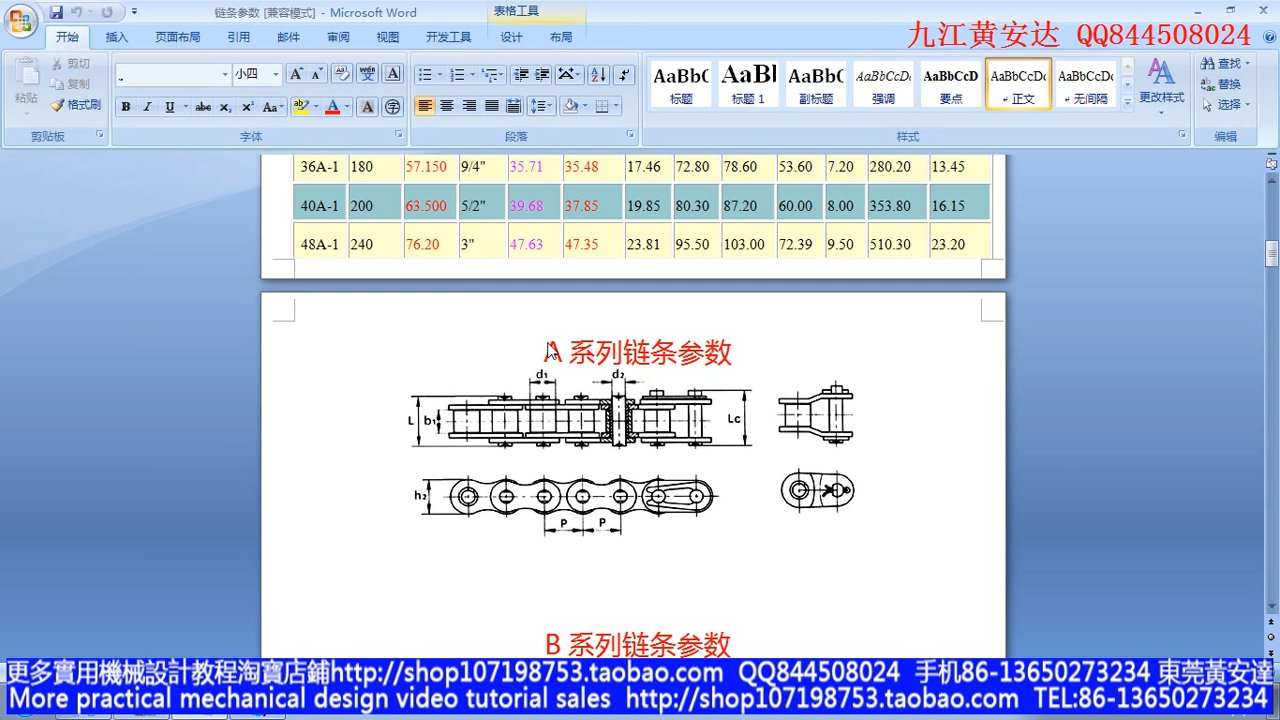 链条参数 [兼容模式] - Microsoft Word
表格工具
九江黄安达 QQ844508024
开始 插入 页面布局 引用 邮件 审阅 视图 开发工具 设计 布局
粘贴 剪切 复制 格式刷
小四
AaBbC 标题
AaBbl 标题 1
AaBbC 副标题
AaBbCcDc 强调
AaBbCcD 要点
AaBbCcDc 正文
AaBbCcDc 无间隔
更改样式
查找 替换 选择
剪贴板 字体 段落 样式 编辑
36A-1 180 57.150 9/4" 35.71 35.48 17.46 72.80 78.60 53.60 7.20 280.20 13.45
40A-1 200 63.500 5/2" 39.68 37.85 19.85 80.30 87.20 60.00 8.00 353.80 16.15
48A-1 240 76.20 3" 47.63 47.35 23.81 95.50 103.00 72.39 9.50 510.30 23.20
A 系列链条参数
d₁ d₂
L b₁ Lc
h₂
P P
B 系列链条参数
更多實用機械設計教程淘寶店鋪http://shop107198753.taobao.com QQ844508024 手机86-13650273234 東莞黃安達
More practical mechanical design video tutorial sales http://shop107198753.taobao.com TEL:86-13650273234